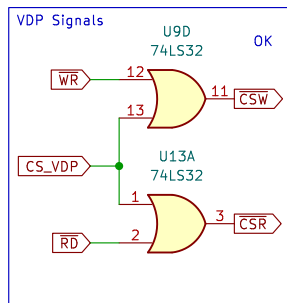 VDP Signals
U9D
74LS32
OK
WR
12
13
11
CSW
CS_VDP
U13A
74LS32
1
2
3
CSR
RD